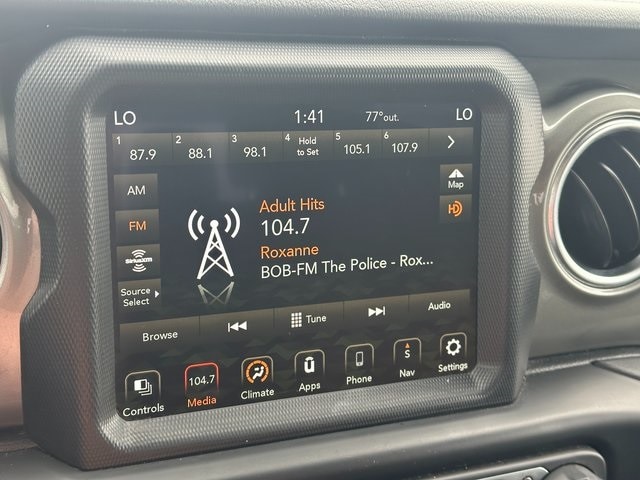 LO 1:41 77°out. LO
1 87.9 2 88.1 3 98.1 4 Hold to Set 5 105.1 6 107.9
AM
Map
FM
HD
Adult Hits
104.7
Roxanne
BOB-FM The Police - Rox...
SiriusXM
Source
Select
Browse Tune Audio
Controls 104.7 Media Climate Apps Phone S Nav Settings